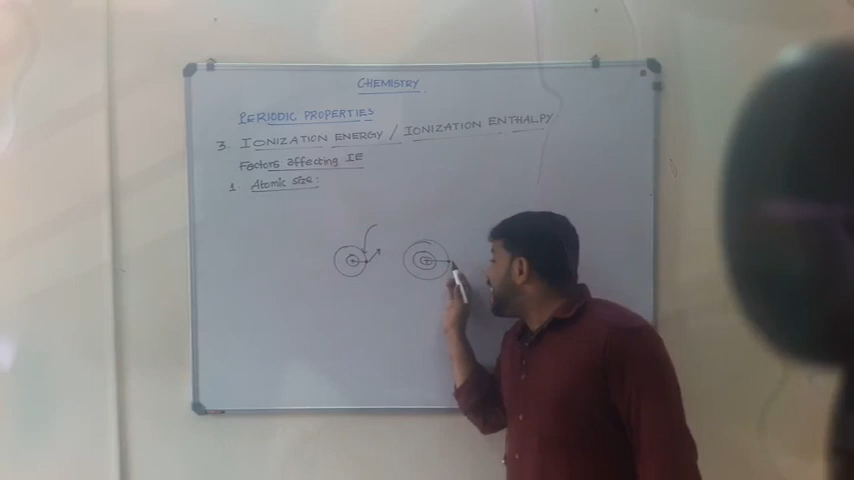 CHEMISTRY
PERIODIC PROPERTIES
3. IONIZATION ENERGY / IONIZATION ENTHALPY
Factors affecting IE
1. Atomic size: